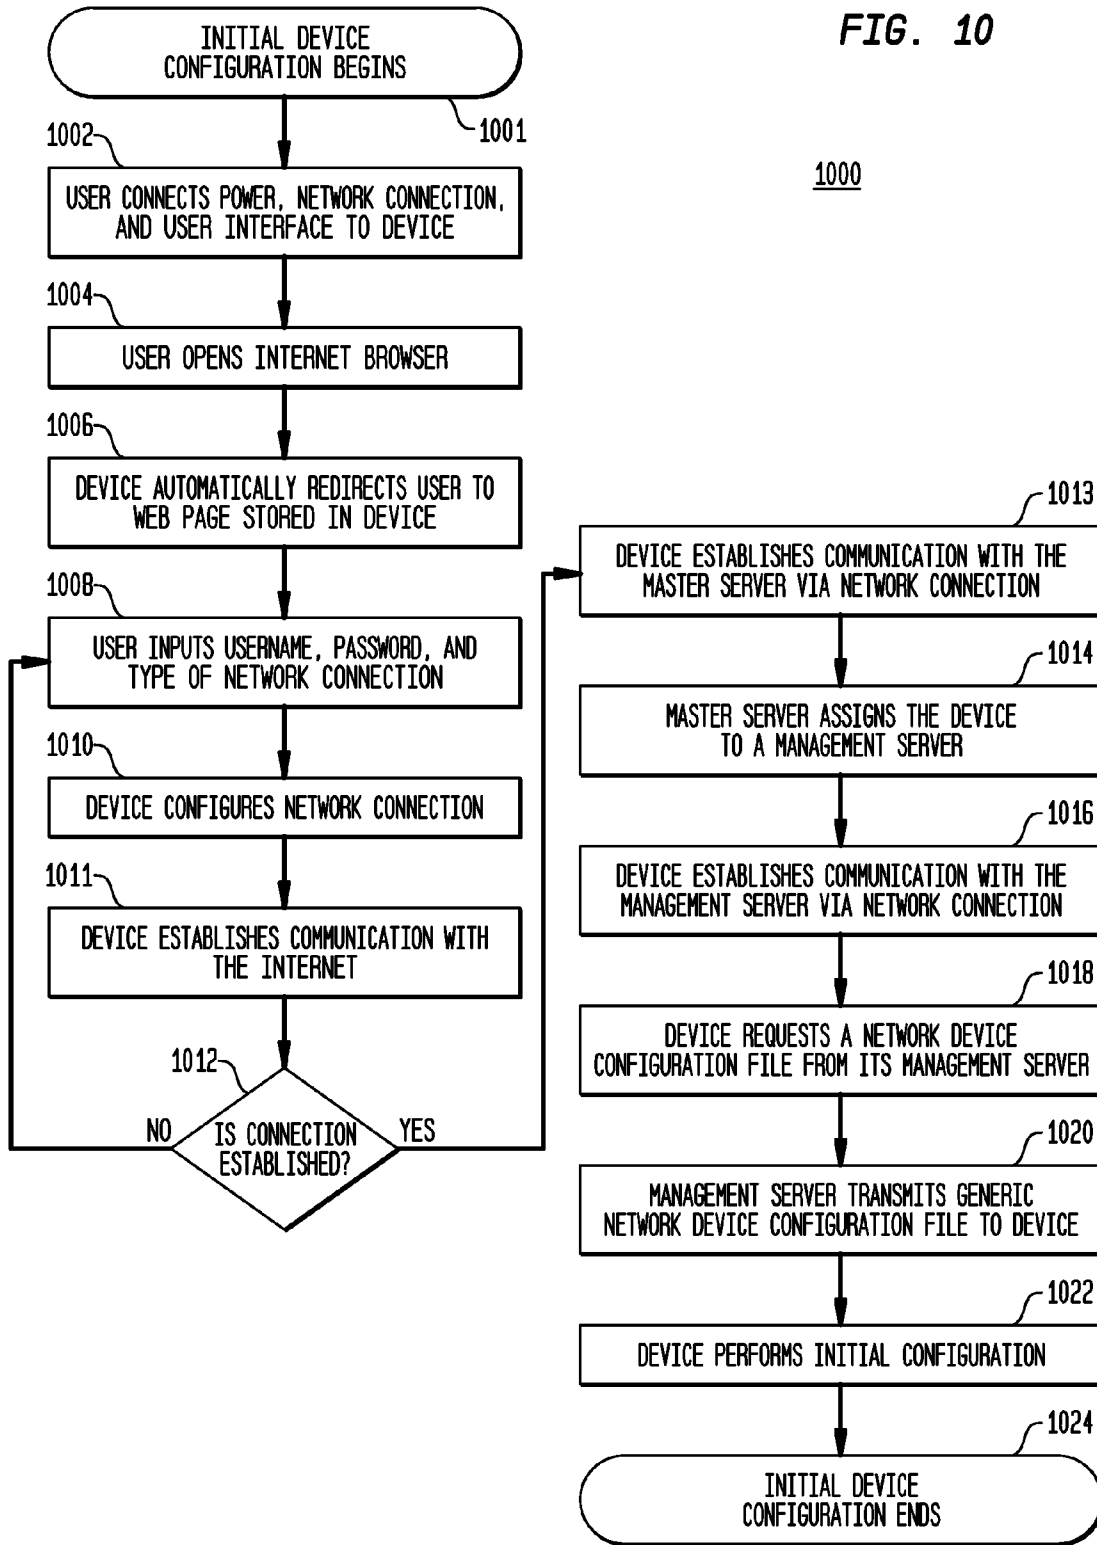 FIG. 10
1000
INITIAL DEVICE
CONFIGURATION BEGINS
1001
1002
USER CONNECTS POWER, NETWORK CONNECTION,
AND USER INTERFACE TO DEVICE
1004
USER OPENS INTERNET BROWSER
1006
DEVICE AUTOMATICALLY REDIRECTS USER TO
WEB PAGE STORED IN DEVICE
1008
USER INPUTS USERNAME, PASSWORD, AND
TYPE OF NETWORK CONNECTION
1010
DEVICE CONFIGURES NETWORK CONNECTION
1011
DEVICE ESTABLISHES COMMUNICATION WITH
THE INTERNET
1012
NO
IS CONNECTION
ESTABLISHED?
YES
1013
DEVICE ESTABLISHES COMMUNICATION WITH THE
MASTER SERVER VIA NETWORK CONNECTION
1014
MASTER SERVER ASSIGNS THE DEVICE
TO A MANAGEMENT SERVER
1016
DEVICE ESTABLISHES COMMUNICATION WITH THE
MANAGEMENT SERVER VIA NETWORK CONNECTION
1018
DEVICE REQUESTS A NETWORK DEVICE
CONFIGURATION FILE FROM ITS MANAGEMENT SERVER
1020
MANAGEMENT SERVER TRANSMITS GENERIC
NETWORK DEVICE CONFIGURATION FILE TO DEVICE
1022
DEVICE PERFORMS INITIAL CONFIGURATION
1024
INITIAL DEVICE
CONFIGURATION ENDS